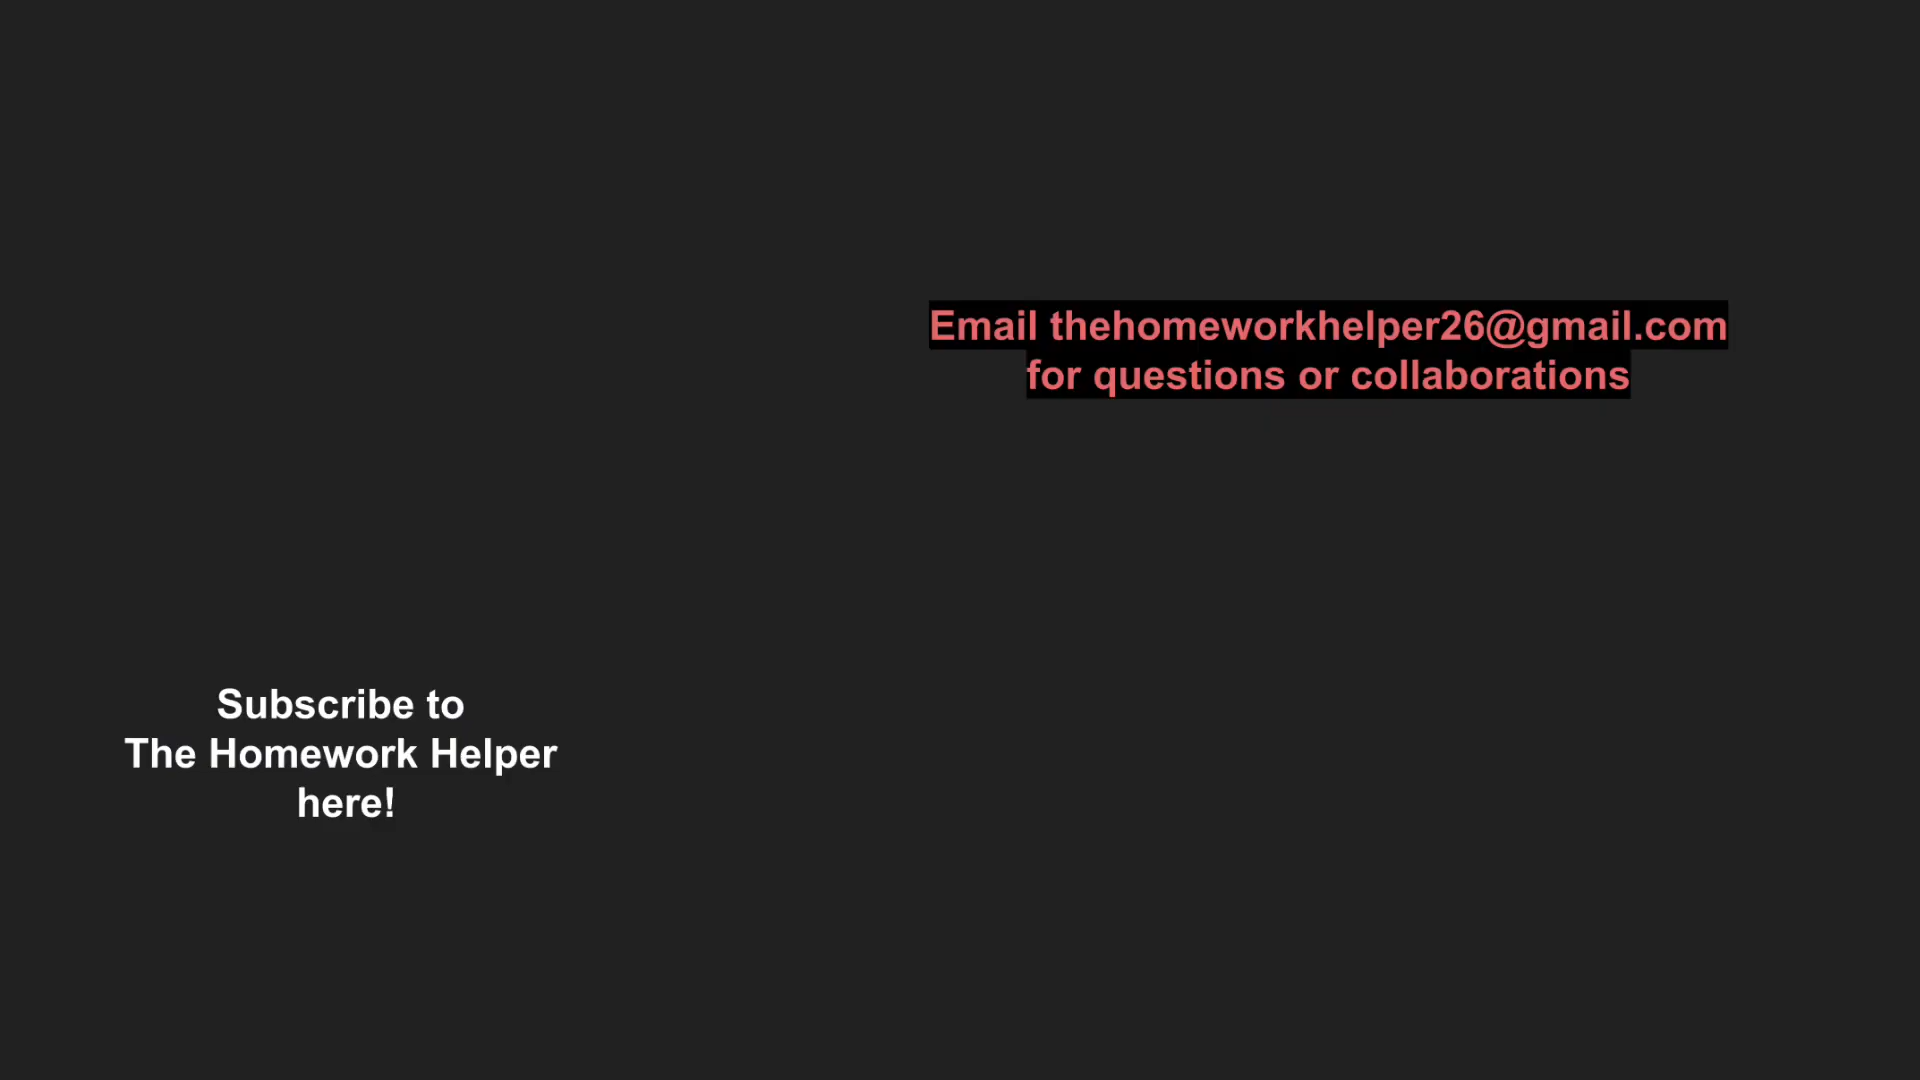 Email thehomeworkhelper26@gmail.com
for questions or collaborations
Subscribe to
The Homework Helper
here!